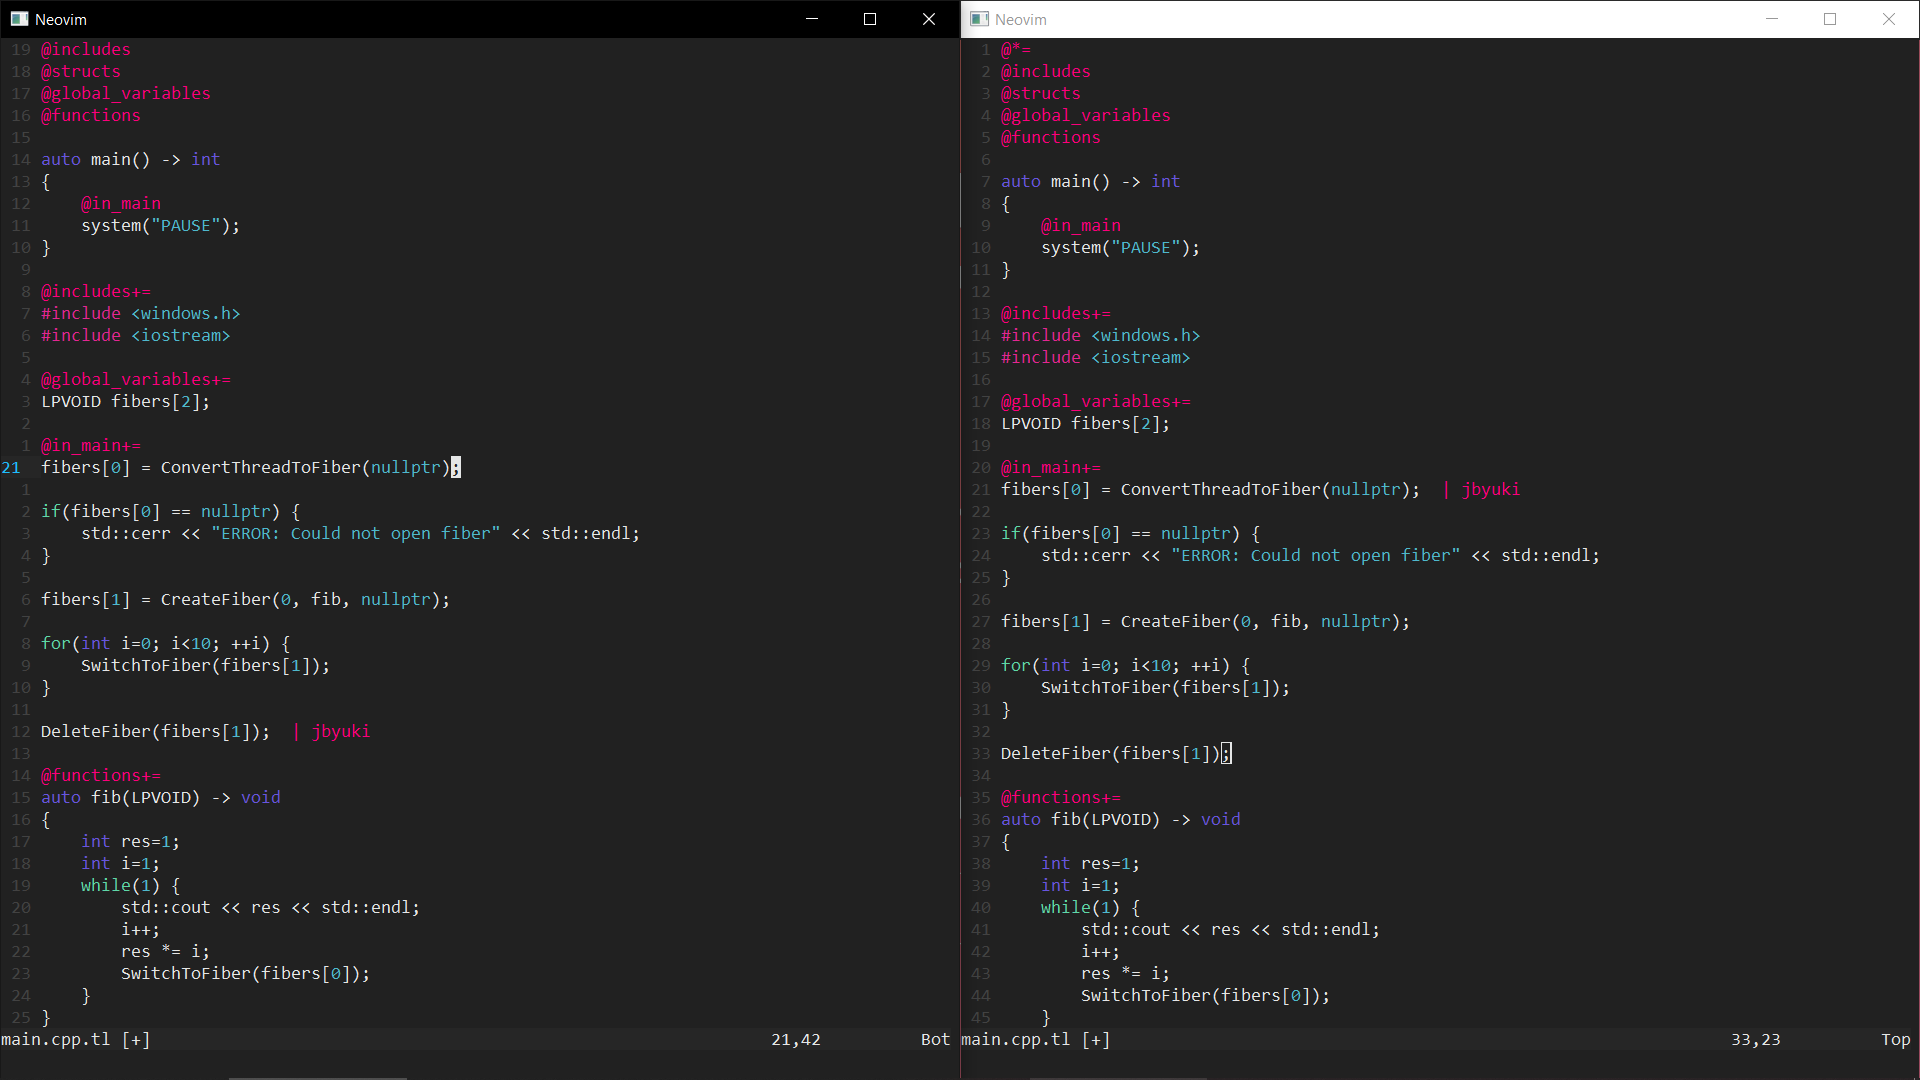 Neovim
19 @includes
18 @structs
17 @global_variables
16 @functions
15
14 auto main() -> int
13 {
12     @in_main
11     system("PAUSE");
10 }
9
8 @includes+=
7 #include <windows.h>
6 #include <iostream>
5
4 @global_variables+=
3 LPVOID fibers[2];
2
1 @in_main+=
21 fibers[0] = ConvertThreadToFiber(nullptr);
1
2 if(fibers[0] == nullptr) {
3     std::cerr << "ERROR: Could not open fiber" << std::endl;
4 }
5
6 fibers[1] = CreateFiber(0, fib, nullptr);
7
8 for(int i=0; i<10; ++i) {
9     SwitchToFiber(fibers[1]);
10 }
11
12 DeleteFiber(fibers[1]);  | jbyuki
13
14 @functions+=
15 auto fib(LPVOID) -> void
16 {
17     int res=1;
18     int i=1;
19     while(1) {
20         std::cout << res << std::endl;
21         i++;
22         res *= i;
23         SwitchToFiber(fibers[0]);
24     }
25 }
main.cpp.tl [+] 21,42 Bot
Neovim
1 @*=
2 @includes
3 @structs
4 @global_variables
5 @functions
6
7 auto main() -> int
8 {
9     @in_main
10     system("PAUSE");
11 }
12
13 @includes+=
14 #include <windows.h>
15 #include <iostream>
16
17 @global_variables+=
18 LPVOID fibers[2];
19
20 @in_main+=
21 fibers[0] = ConvertThreadToFiber(nullptr);  | jbyuki
22
23 if(fibers[0] == nullptr) {
24     std::cerr << "ERROR: Could not open fiber" << std::endl;
25 }
26
27 fibers[1] = CreateFiber(0, fib, nullptr);
28
29 for(int i=0; i<10; ++i) {
30     SwitchToFiber(fibers[1]);
31 }
32
33 DeleteFiber(fibers[1]);
34
35 @functions+=
36 auto fib(LPVOID) -> void
37 {
38     int res=1;
39     int i=1;
40     while(1) {
41         std::cout << res << std::endl;
42         i++;
43         res *= i;
44         SwitchToFiber(fibers[0]);
45     }
main.cpp.tl [+] 33,23 Top